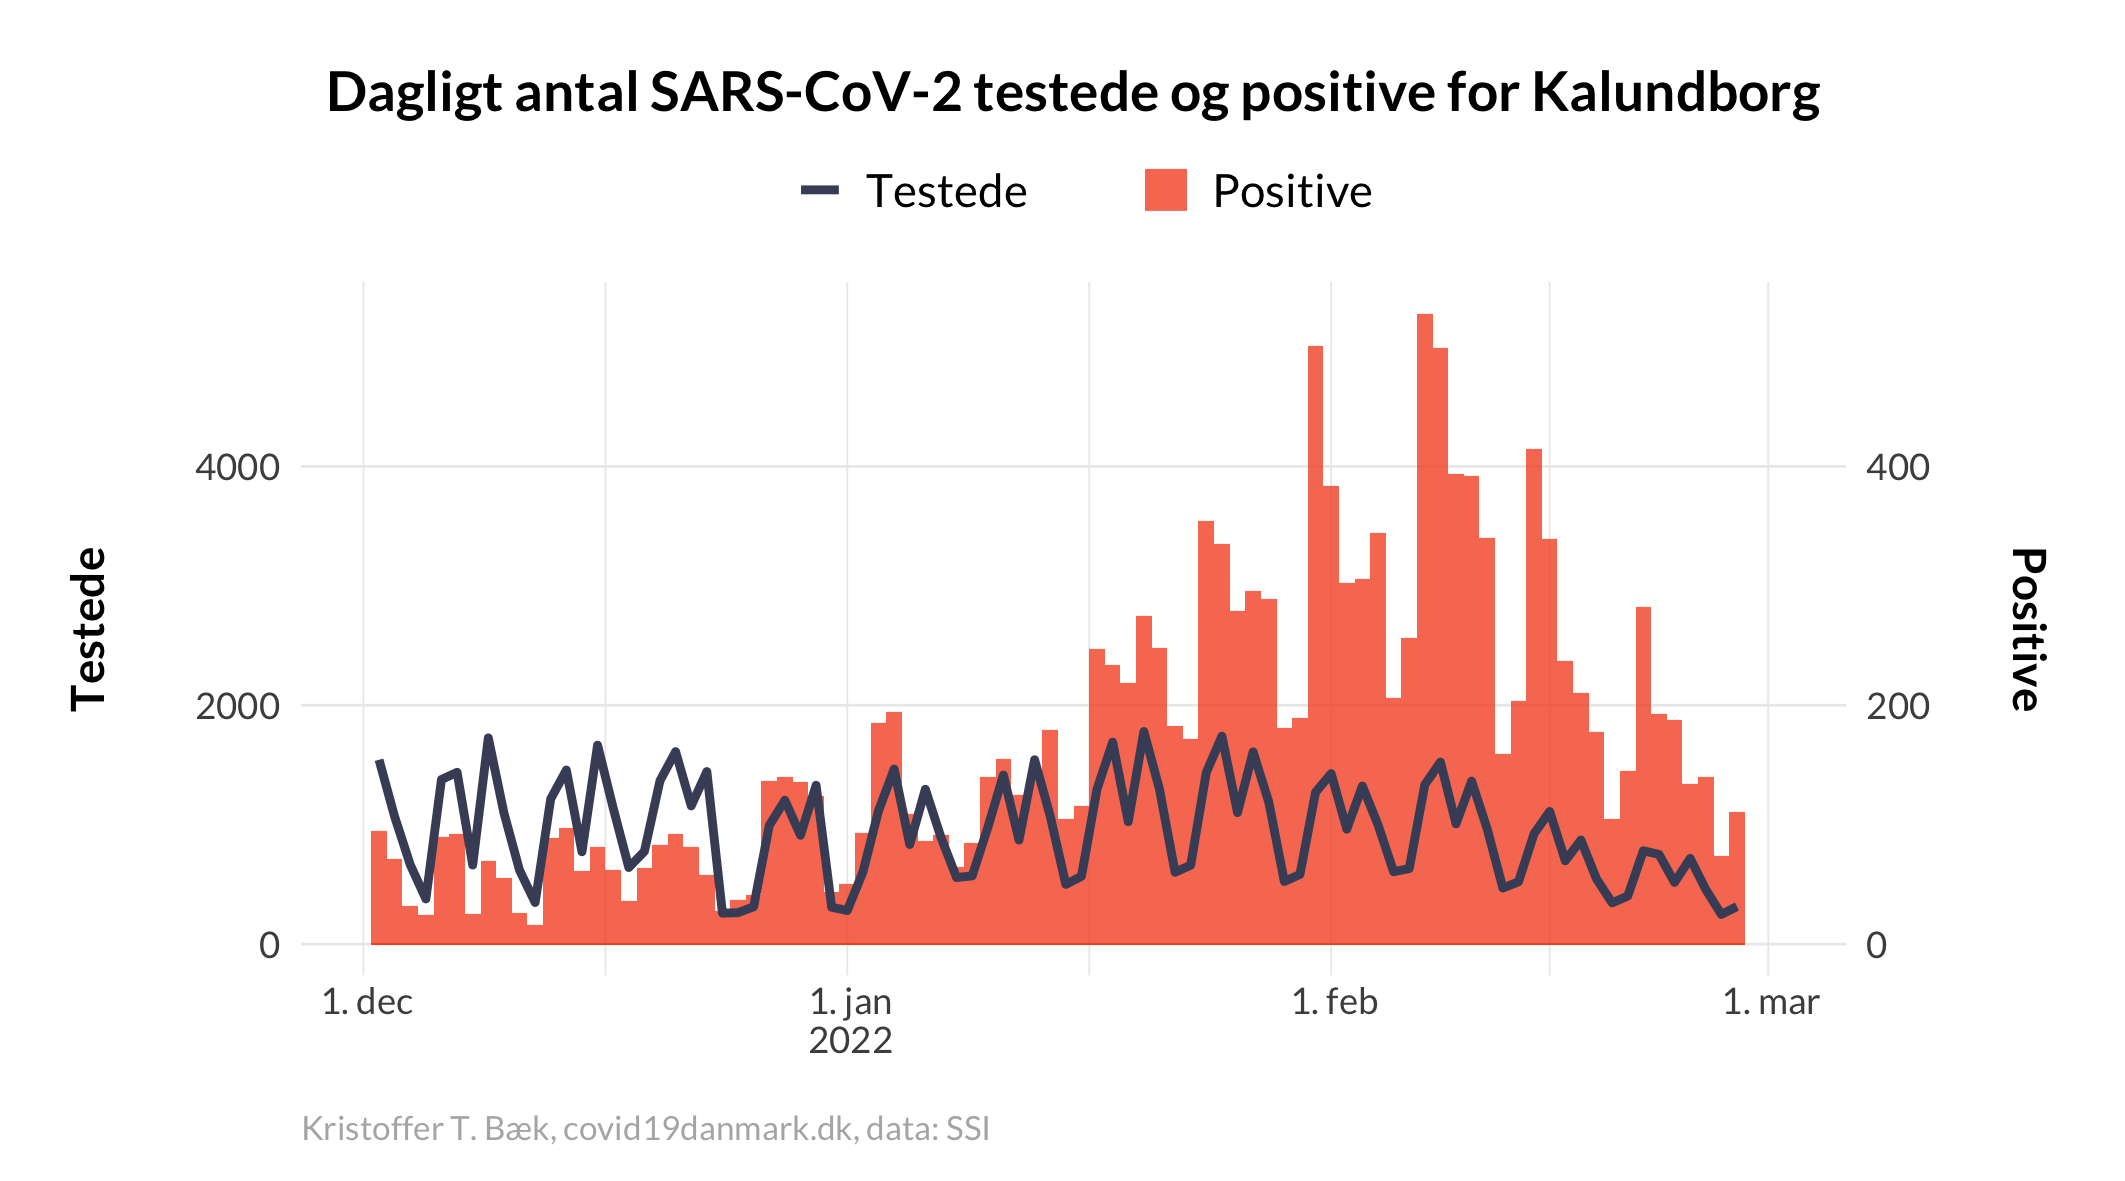 Dagligt antal SARS-CoV-2 testede og positive for Kalundborg
Testede
Positive
Testede
4000
2000
0
400
200
0
Positive
1. dec
1. jan
2022
1. feb
1. mar
Kristoffer T. Bæk, covid19danmark.dk, data: SSI